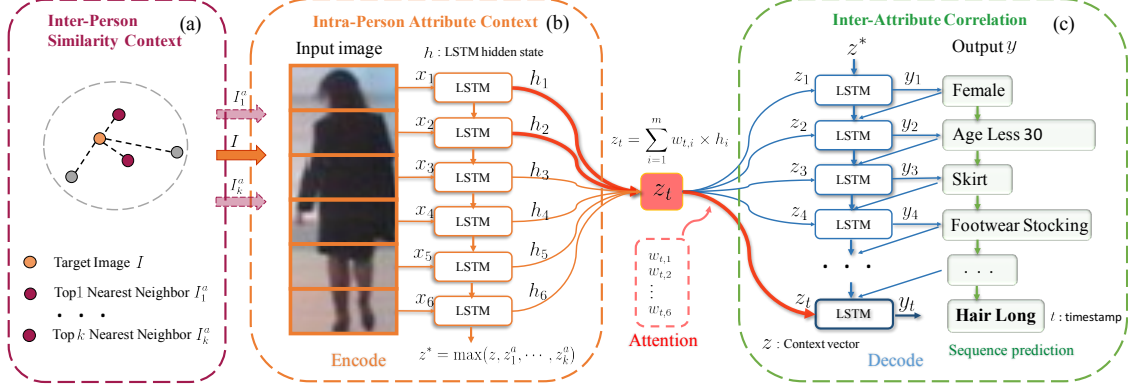 Inter-Person
Similarity Context
(a)
Target Image I
Top1 Nearest Neighbor I_1^a
. . .
Top k Nearest Neighbor I_k^a
I_1^a
I
I_k^a
Intra-Person Attribute Context
(b)
Input image
h : LSTM hidden state
x_1 LSTM h_1
x_2 LSTM h_2
x_3 LSTM h_3
x_4 LSTM h_4
x_5 LSTM h_5
x_6 LSTM h_6
z^* = max(z, z_1^a, ⋯, z_k^a)
Encode
z_t = \sum_{i=1}^{m} w_{t,i} × h_i
z_t
w_{t,1}
w_{t,2}
⋮
w_{t,6}
Attention
Inter-Attribute Correlation
(c)
z^*
Output y
z_1 LSTM y_1 Female
z_2 LSTM y_2 Age Less 30
z_3 LSTM y_3 Skirt
z_4 LSTM y_4 Footwear Stocking
. . . . . .
z_t LSTM y_t Hair Long
t : timestamp
z : Context vector
Decode
Sequence prediction